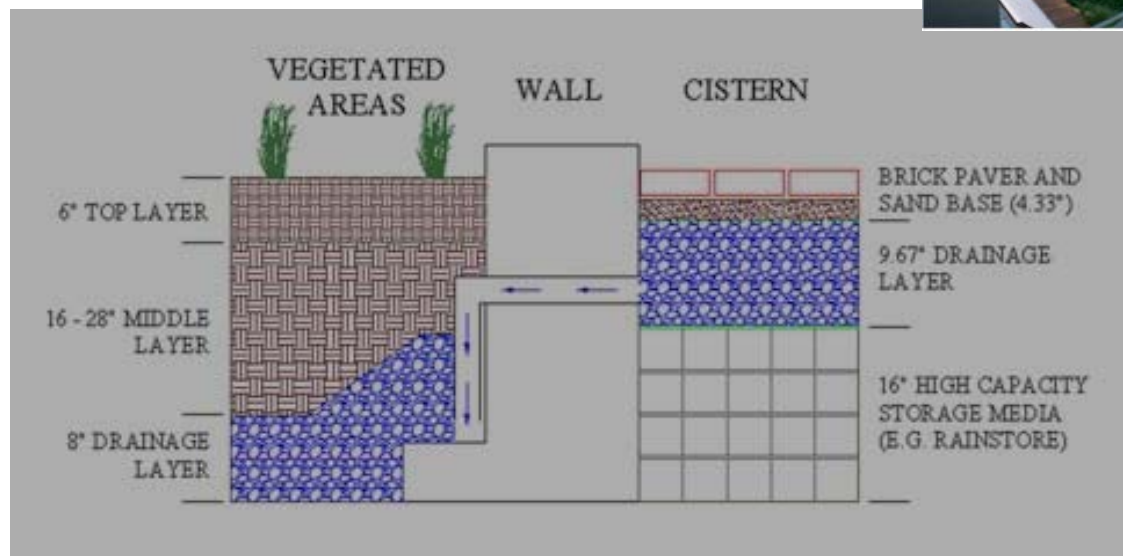 VEGETATED
AREAS
WALL
CISTERN
6" TOP LAYER
16 - 28" MIDDLE
LAYER
8" DRAINAGE
LAYER
BRICK PAVER AND
SAND BASE (4.33")
9.67" DRAINAGE
LAYER
16" HIGH CAPACITY
STORAGE MEDIA
(E.G. RAINSTORE)